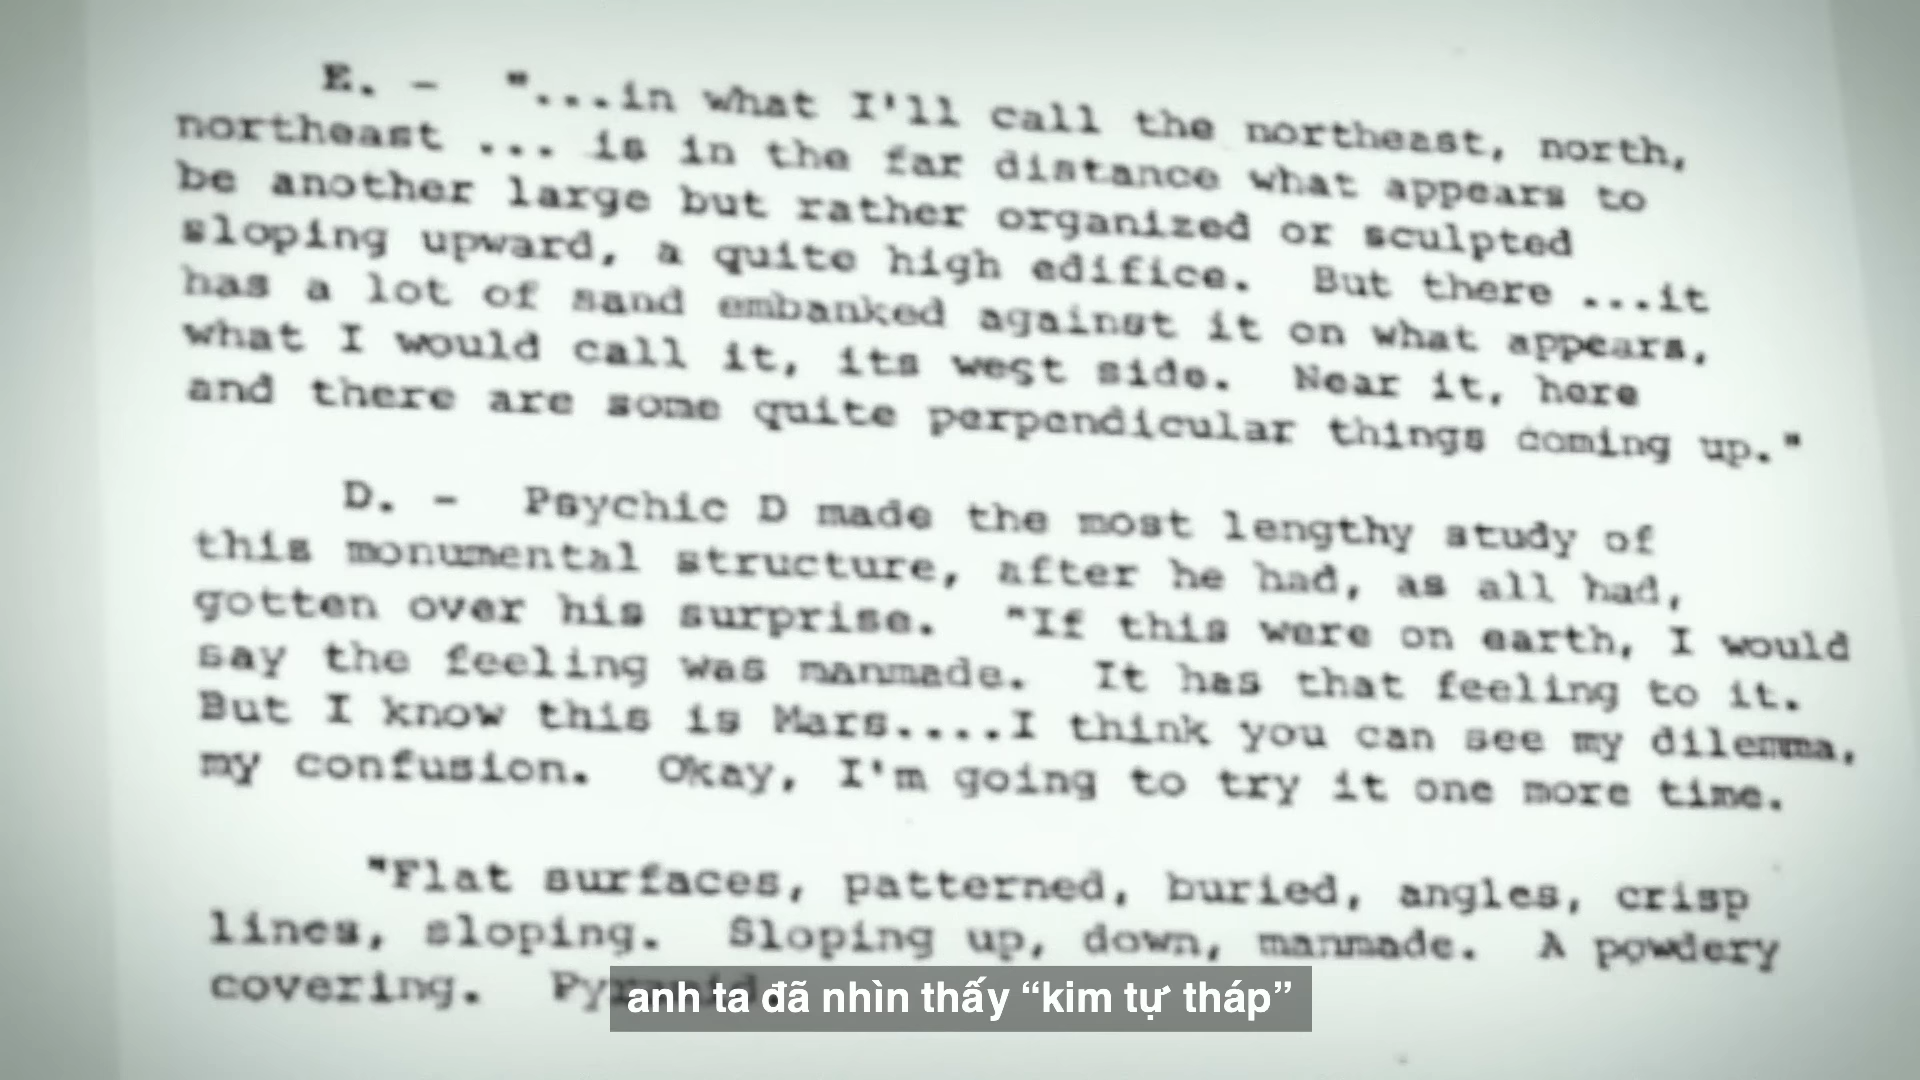 E. - "...in what I'll call the northeast, north,
northeast ... is in the far distance what appears to
be another large but rather organized or sculpted
sloping upward, a quite high edifice. But there ...it
has a lot of sand embanked against it on what appears,
what I would call it, its west side. Near it, here
and there are some quite perpendicular things coming up."
D. - Psychic D made the most lengthy study of
this monumental structure, after he had, as all had,
gotten over his surprise. "If this were on earth, I would
say the feeling was manmade. It has that feeling to it.
But I know this is Mars....I think you can see my dilemma,
my confusion. Okay, I'm going to try it one more time.
"Flat surfaces, patterned, buried, angles, crisp
lines, sloping. Sloping up, down, manmade. A powdery
covering.
anh ta đã nhìn thấy “kim tự tháp”